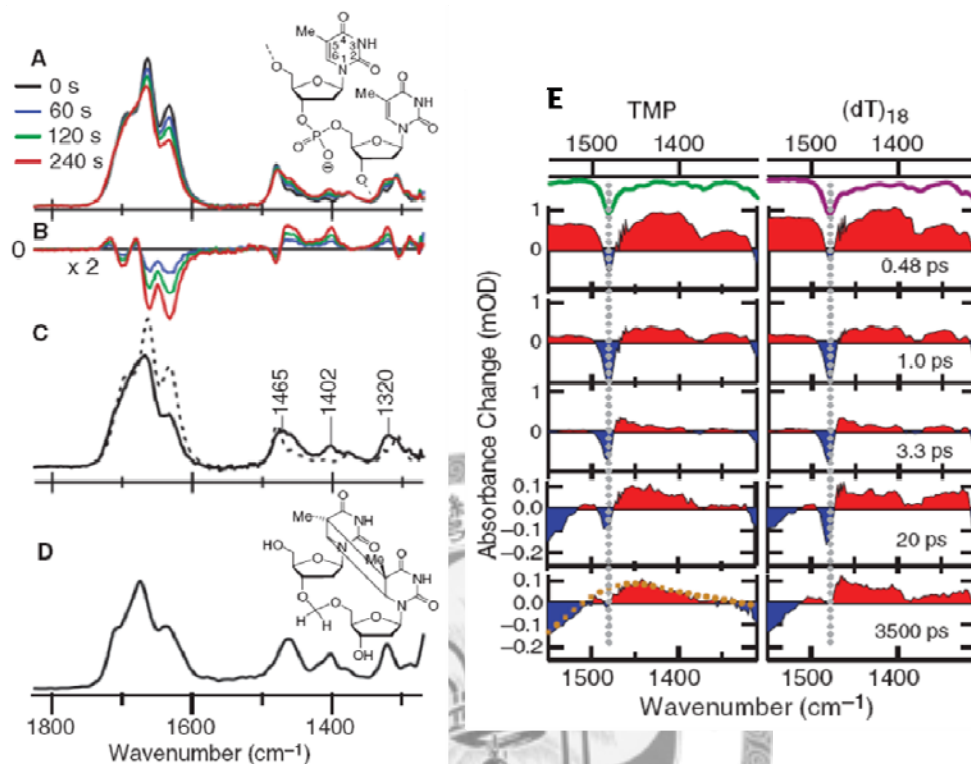 A
0 s
60 s
120 s
240 s
B
0
x 2
C
1465
1402
1320
D
1800 1600 1400
Wavenumber (cm⁻¹)
Me
O
4
5
3
NH
6
1
2
N
O
O
O
Me
O
NH
O
N
O
O
P
O
O
O
⊖
O
O
Me
NH
N
O
O
HO
O
Me
NH
O
O
N
O
H
H
OH
E
TMP (dT)₁₈
1500 1400 1500 1400
1
0
0.48 ps
1
0
1.0 ps
1
0
3.3 ps
0.1
0.0
−0.1
−0.2
20 ps
0.1
0.0
−0.1
−0.2
3500 ps
Absorbance Change (mOD)
1500 1400 1500 1400
Wavenumber (cm⁻¹)